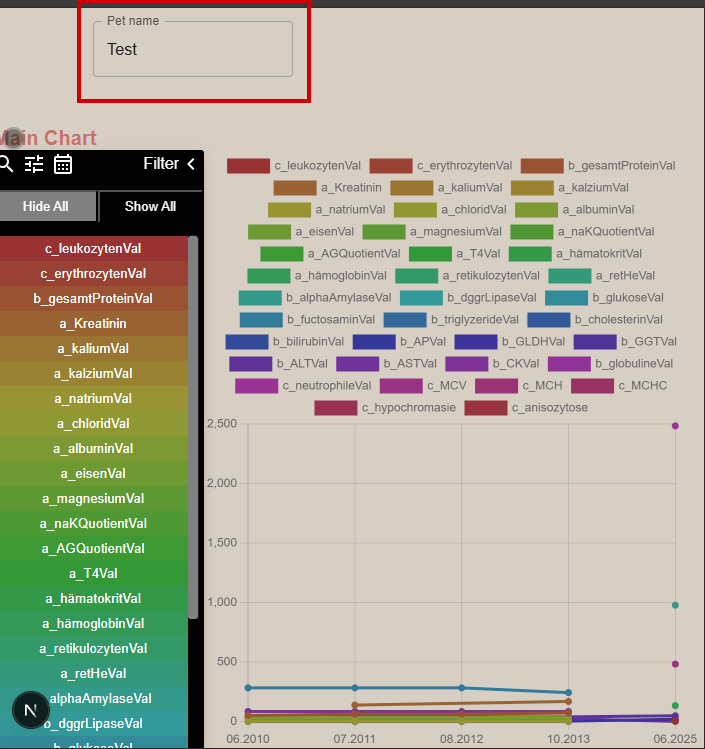 Pet name
Test
Main Chart
Filter
Hide All
Show All
c_leukozytenVal
c_erythrozytenVal
b_gesamtProteinVal
a_Kreatinin
a_kaliumVal
a_kalziumVal
a_natriumVal
a_chloridVal
a_albuminVal
a_eisenVal
a_magnesiumVal
a_naKQuotientVal
a_AGQuotientVal
a_T4Val
a_hämatokritVal
a_hämoglobinVal
a_retikulozytenVal
a_retHeVal
alphaAmylaseVal
b_dggrLipaseVal
b_glukoseVal
N
c_leukozytenVal c_erythrozytenVal b_gesamtProteinVal
a_Kreatinin a_kaliumVal a_kalziumVal
a_natriumVal a_chloridVal a_albuminVal
a_eisenVal a_magnesiumVal a_naKQuotientVal
a_AGQuotientVal a_T4Val a_hämatokritVal
a_hämoglobinVal a_retikulozytenVal a_retHeVal
b_alphaAmylaseVal b_dggrLipaseVal b_glukoseVal
b_fuctosaminVal b_triglyzerideVal b_cholesterinVal
b_bilirubinVal b_APVal b_GLDHVal b_GGTVal
b_ALTVal b_ASTVal b_CKVal b_globulineVal
c_neutrophileVal c_MCV c_MCH c_MCHC
c_hypochromasie c_anisozytose
2,500
2,000
1,500
1,000
500
0
06.2010 07.2011 08.2012 10.2013 06.2025